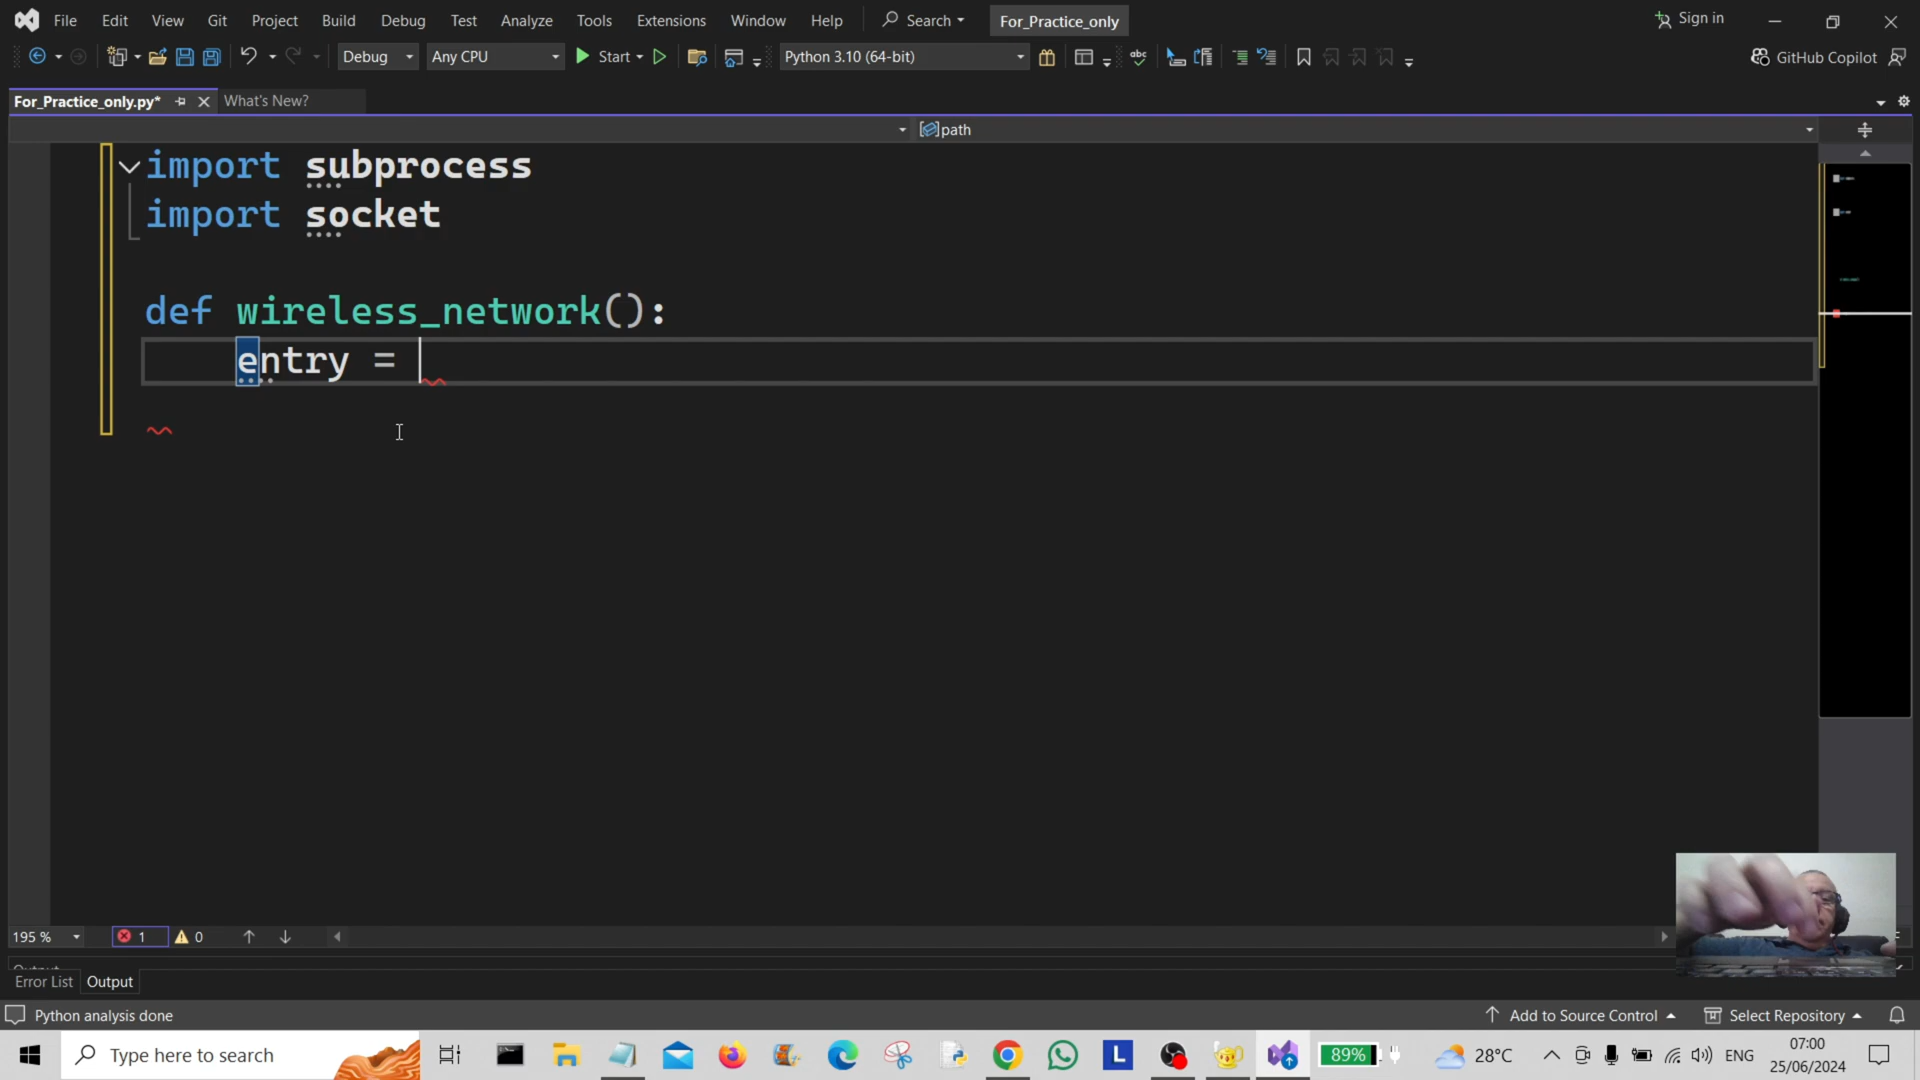 File Edit View Git Project Build Debug Test Analyze Tools Extensions Window Help Search For_Practice_only Sign in
Debug Any CPU Start Python 3.10 (64-bit) abc GitHub Copilot
For_Practice_only.py* What's New?
path
import subprocess
import socket
def wireless_network():
entry =
195 % 1 0
Error List Output
Python analysis done Add to Source Control Select Repository
Type here to search L 89% 28°C ENG 07:00
25/06/2024